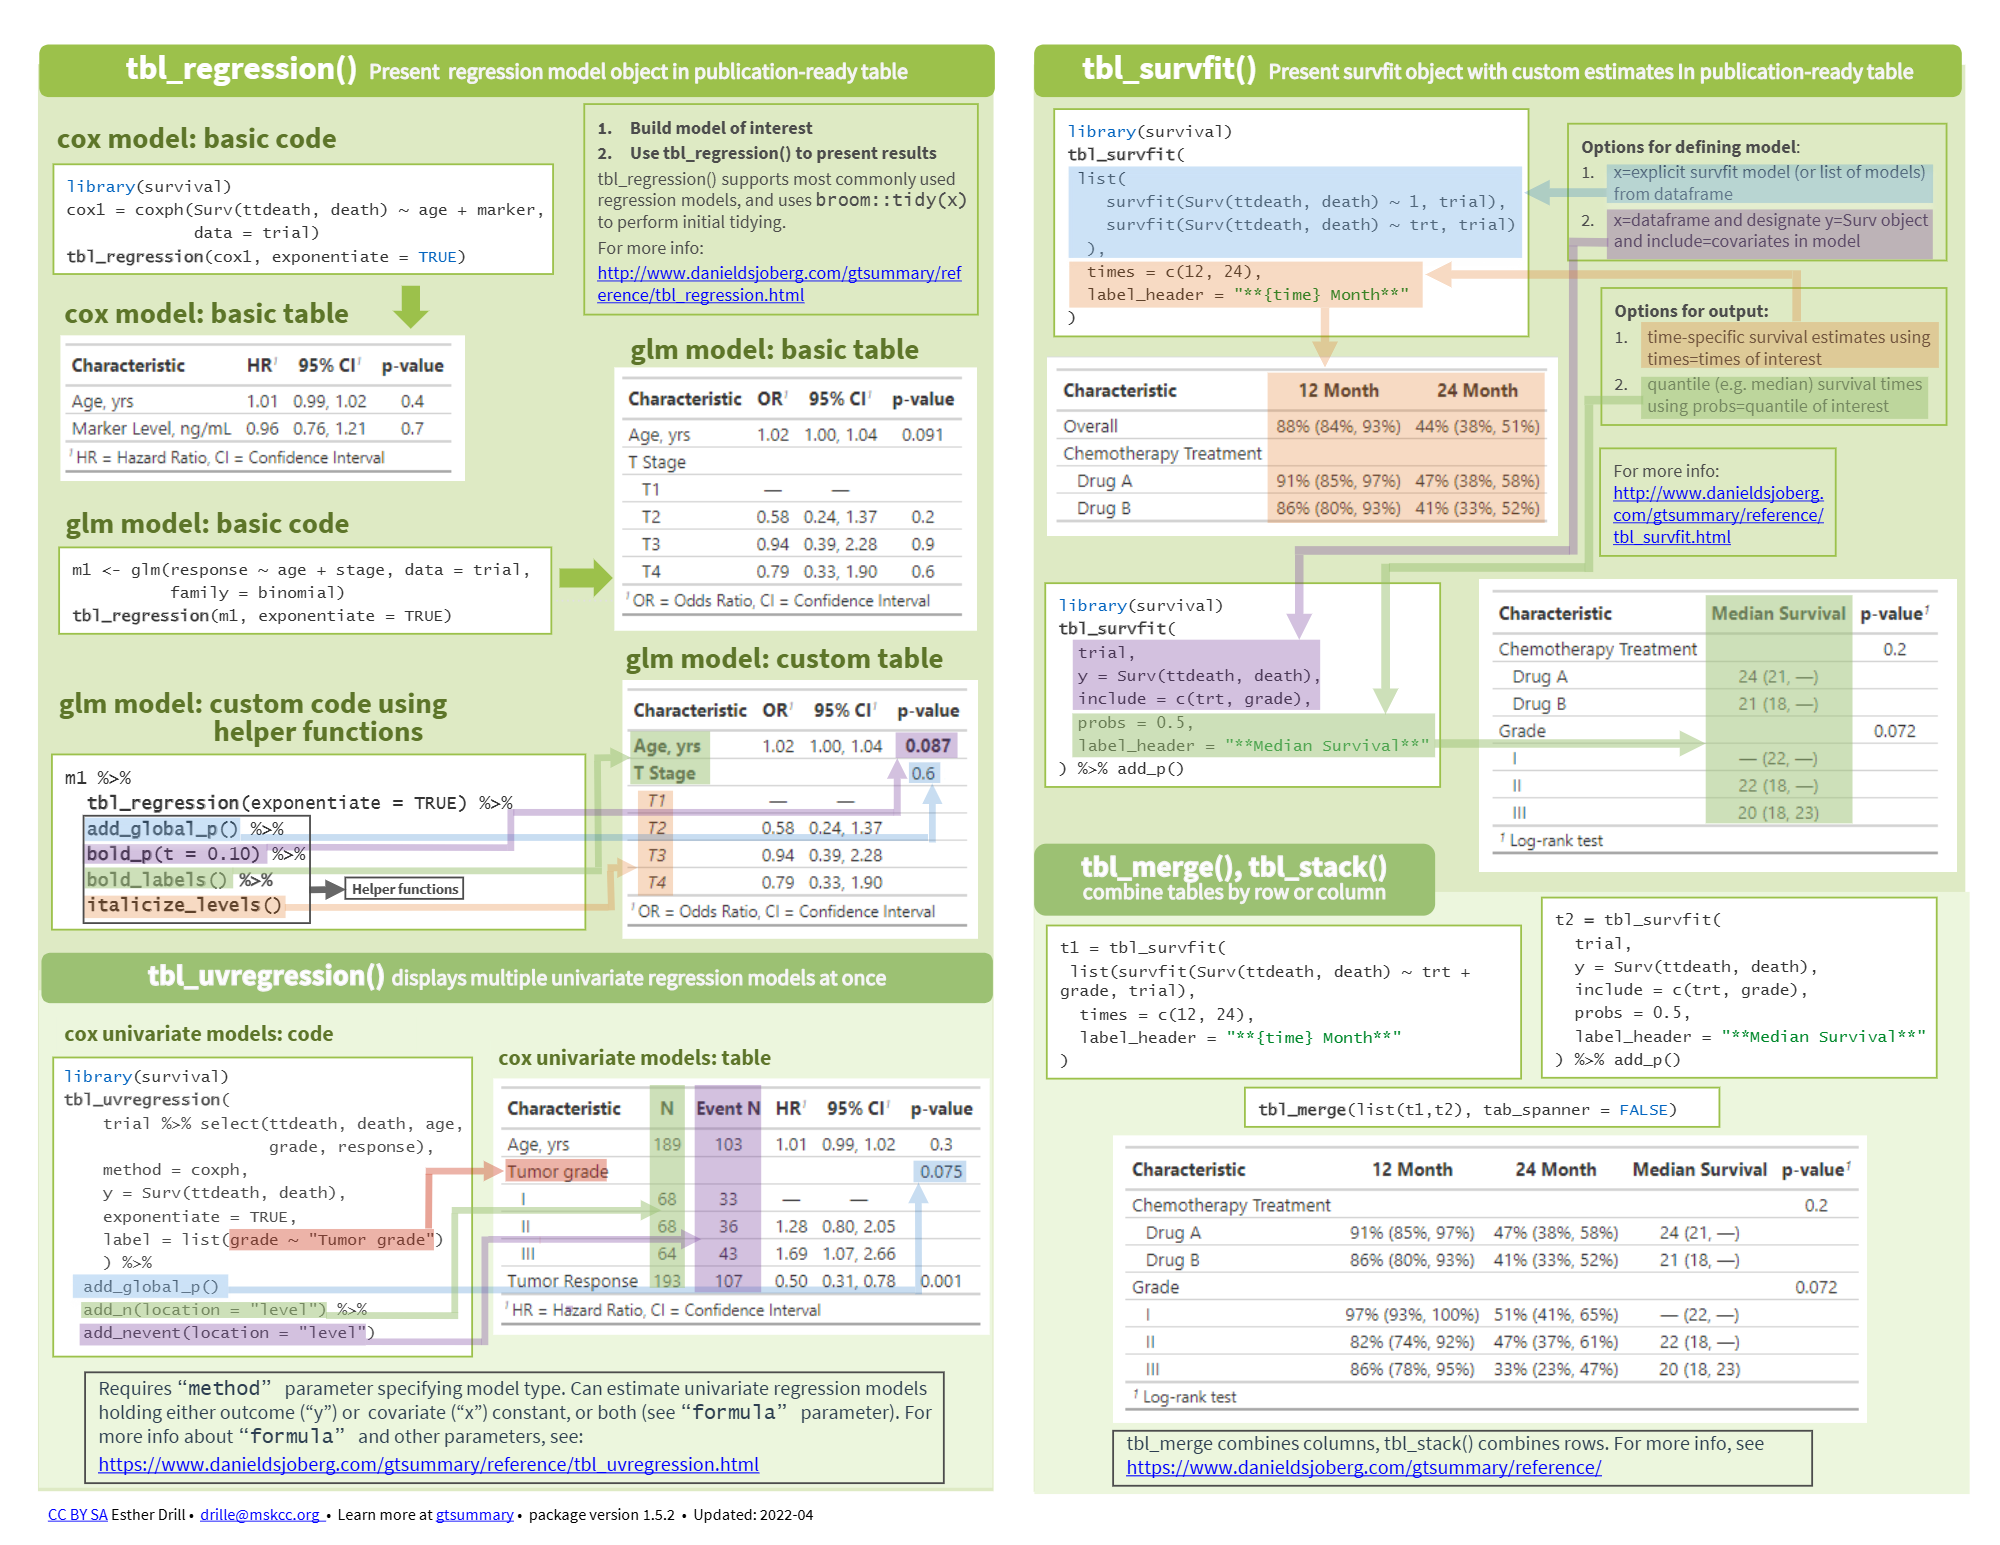 tbl_regression() Present regression model object in publication-ready table
cox model: basic code
library(survival)
cox1 = coxph(Surv(ttdeath, death) ~ age + marker,
data = trial)
tbl_regression(cox1, exponentiate = TRUE)
1. Build model of interest
2. Use tbl_regression() to present results
tbl_regression() supports most commonly used
regression models, and uses broom::tidy(x)
to perform initial tidying.
For more info:
http://www.danieldsjoberg.com/gtsummary/ref
erence/tbl_regression.html
cox model: basic table
Characteristic HR1 95% CI1 p-value
Age, yrs 1.01 0.99, 1.02 0.4
Marker Level, ng/mL 0.96 0.76, 1.21 0.7
1 HR = Hazard Ratio, CI = Confidence Interval
glm model: basic code
m1 <- glm(response ~ age + stage, data = trial,
family = binomial)
tbl_regression(m1, exponentiate = TRUE)
glm model: basic table
Characteristic OR1 95% CI1 p-value
Age, yrs 1.02 1.00, 1.04 0.091
T Stage
T1 — —
T2 0.58 0.24, 1.37 0.2
T3 0.94 0.39, 2.28 0.9
T4 0.79 0.33, 1.90 0.6
1 OR = Odds Ratio, CI = Confidence Interval
glm model: custom code using
helper functions
m1 %>%
tbl_regression(exponentiate = TRUE) %>%
add_global_p() %>%
bold_p(t = 0.10) %>%
bold_labels() %>%
italicize_levels()
Helper functions
glm model: custom table
Characteristic OR1 95% CI1 p-value
Age, yrs 1.02 1.00, 1.04 0.087
T Stage 0.6
T1 — —
T2 0.58 0.24, 1.37
T3 0.94 0.39, 2.28
T4 0.79 0.33, 1.90
1 OR = Odds Ratio, CI = Confidence Interval
tbl_uvregression() displays multiple univariate regression models at once
cox univariate models: code
library(survival)
tbl_uvregression(
trial %>% select(ttdeath, death, age,
grade, response),
method = coxph,
y = Surv(ttdeath, death),
exponentiate = TRUE,
label = list(grade ~ "Tumor grade")
) %>%
add_global_p()
add_n(location = "level") %>%
add_nevent(location = "level")
cox univariate models: table
Characteristic N Event N HR1 95% CI1 p-value
Age, yrs 189 103 1.01 0.99, 1.02 0.3
Tumor grade 0.075
I 68 33 — —
II 68 36 1.28 0.80, 2.05
III 64 43 1.69 1.07, 2.66
Tumor Response 193 107 0.50 0.31, 0.78 0.001
1 HR = Hazard Ratio, CI = Confidence Interval
Requires “method” parameter specifying model type. Can estimate univariate regression models
holding either outcome (“y”) or covariate (“x”) constant, or both (see “formula” parameter). For
more info about “formula” and other parameters, see:
https://www.danieldsjoberg.com/gtsummary/reference/tbl_uvregression.html
tbl_survfit() Present survfit object with custom estimates In publication-ready table
library(survival)
tbl_survfit(
list(
survfit(Surv(ttdeath, death) ~ 1, trial),
survfit(Surv(ttdeath, death) ~ trt, trial)
),
times = c(12, 24),
label_header = "**{time} Month**"
)
Options for defining model:
1. x=explicit survfit model (or list of models)
from dataframe
2. x=dataframe and designate y=Surv object
and include=covariates in model
Options for output:
1. time-specific survival estimates using
times=times of interest
2. quantile (e.g. median) survival times
using probs=quantile of interest
Characteristic 12 Month 24 Month
Overall 88% (84%, 93%) 44% (38%, 51%)
Chemotherapy Treatment
Drug A 91% (85%, 97%) 47% (38%, 58%)
Drug B 86% (80%, 93%) 41% (33%, 52%)
For more info:
http://www.danieldsjoberg.
com/gtsummary/reference/
tbl_survfit.html
library(survival)
tbl_survfit(
trial,
y = Surv(ttdeath, death),
include = c(trt, grade),
probs = 0.5,
label_header = "**Median Survival**"
) %>% add_p()
Characteristic Median Survival p-value1
Chemotherapy Treatment 0.2
Drug A 24 (21, —)
Drug B 21 (18, —)
Grade 0.072
I — (22, —)
II 22 (18, —)
III 20 (18, 23)
1 Log-rank test
tbl_merge(), tbl_stack()
combine tables by row or column
t1 = tbl_survfit(
list(survfit(Surv(ttdeath, death) ~ trt +
grade, trial),
times = c(12, 24),
label_header = "**{time} Month**"
)
t2 = tbl_survfit(
trial,
y = Surv(ttdeath, death),
include = c(trt, grade),
probs = 0.5,
label_header = "**Median Survival**"
) %>% add_p()
tbl_merge(list(t1,t2), tab_spanner = FALSE)
Characteristic 12 Month 24 Month Median Survival p-value1
Chemotherapy Treatment 0.2
Drug A 91% (85%, 97%) 47% (38%, 58%) 24 (21, —)
Drug B 86% (80%, 93%) 41% (33%, 52%) 21 (18, —)
Grade 0.072
I 97% (93%, 100%) 51% (41%, 65%) — (22, —)
II 82% (74%, 92%) 47% (37%, 61%) 22 (18, —)
III 86% (78%, 95%) 33% (23%, 47%) 20 (18, 23)
1 Log-rank test
tbl_merge combines columns, tbl_stack() combines rows. For more info, see
https://www.danieldsjoberg.com/gtsummary/reference/
CC BY SA Esther Drill • drille@mskcc.org • Learn more at gtsummary • package version 1.5.2 • Updated: 2022-04